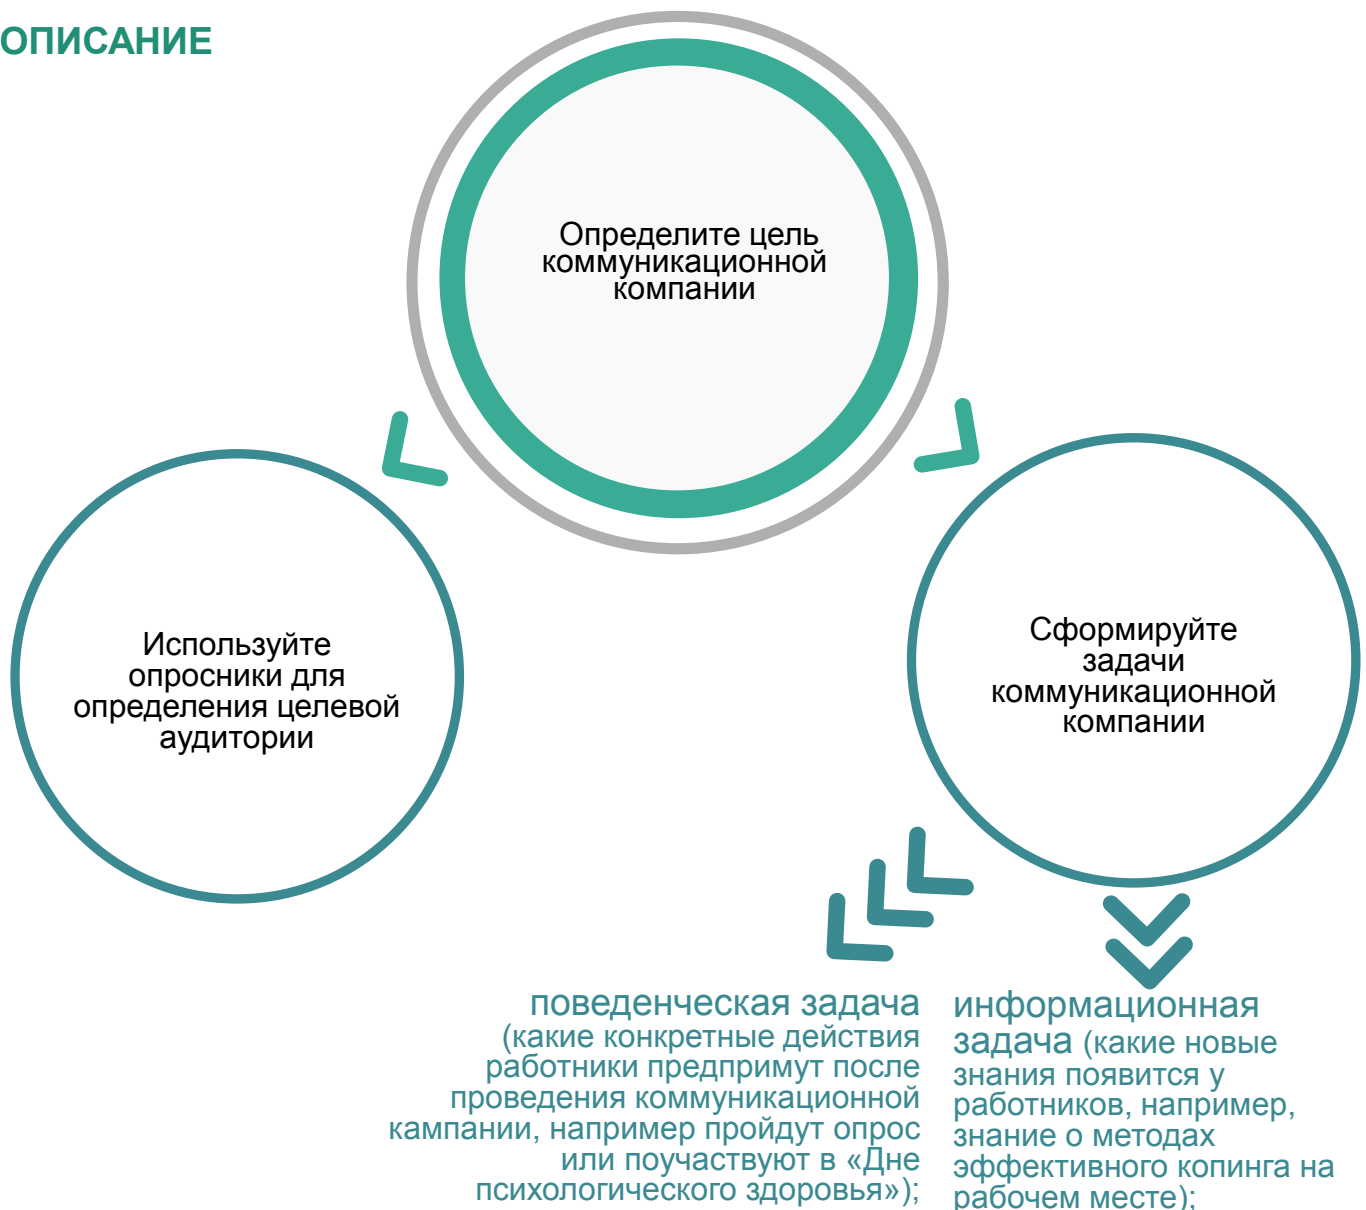 ОПИСАНИЕ
Определите цель
коммуникационной
компании
Используйте
опросники для
определения целевой
аудитории
Сформируйте
задачи
коммуникационной
компании
поведенческая задача
(какие конкретные действия
работники предпримут после
проведения коммуникационной
кампании, например пройдут опрос
или поучаствуют в «Дне
психологического здоровья»);
информационная
задача (какие новые
знания появится у
работников, например,
знание о методах
эффективного копинга на
рабочем месте);